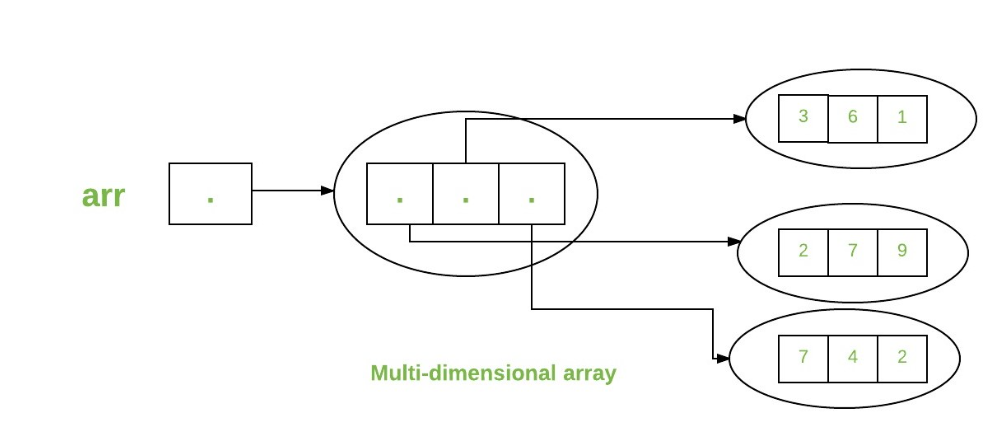 3 6 1
arr . . . .
2 7 9
7 4 2
Multi-dimensional array